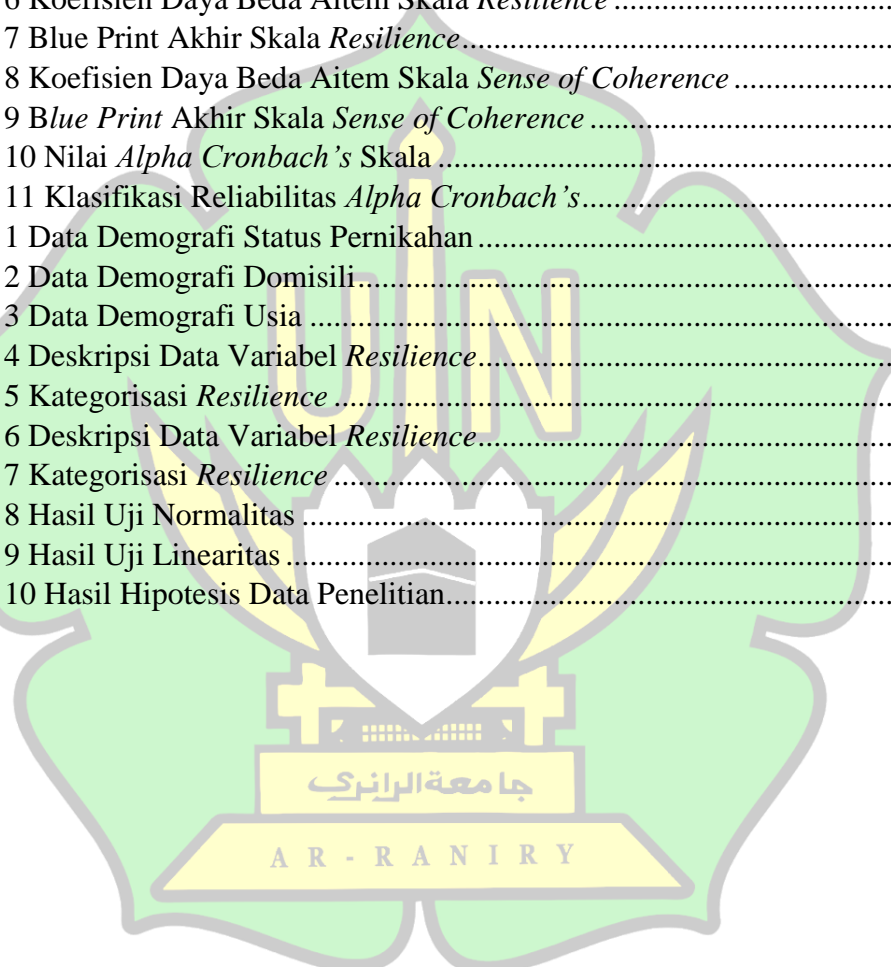 6 Koefisien Daya Beda Aitem Skala Resilience ....................................
7 Blue Print Akhir Skala Resilience ........................................................
8 Koefisien Daya Beda Aitem Skala Sense of Coherence .....................
9 Blue Print Akhir Skala Sense of Coherence ........................................
10 Nilai Alpha Cronbach’s Skala ............................................................
11 Klasifikasi Reliabilitas Alpha Cronbach’s .........................................
1 Data Demografi Status Pernikahan ......................................................
2 Data Demografi Domisili .....................................................................
3 Data Demografi Usia ...........................................................................
4 Deskripsi Data Variabel Resilience ......................................................
5 Kategorisasi Resilience ........................................................................
6 Deskripsi Data Variabel Resilience ......................................................
7 Kategorisasi Resilience ........................................................................
8 Hasil Uji Normalitas ............................................................................
9 Hasil Uji Linearitas ..............................................................................
10 Hasil Hipotesis Data Penelitian ..........................................................
UIN
جامعةالرانري
AR-RANIRY